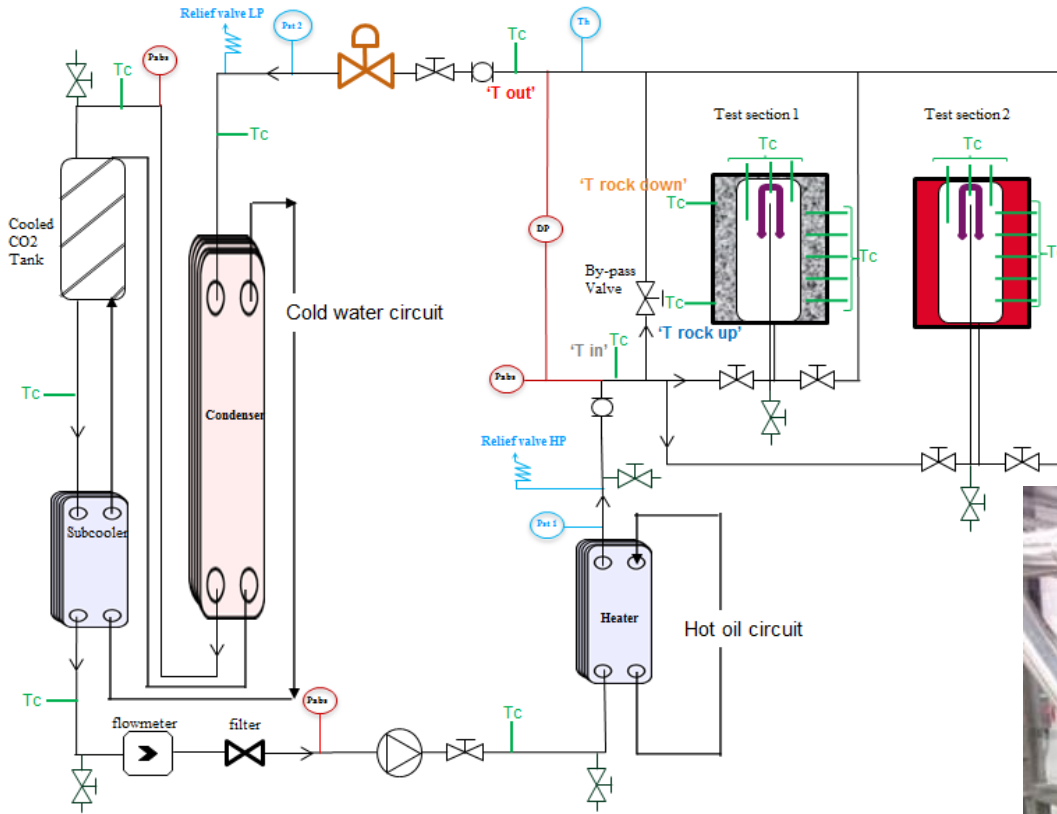 Relief valve LP
Pst 2
Th
Pabs
Tc
Tc
'T out'
Test section 1
Test section 2
Tc
Tc
Tc
'T rock down'
Tc
Cooled
CO2
Tank
DP
Tc
Tc
By-pass
Valve
Tc
Cold water circuit
'T rock up'
Tc
'T in'
Pabs
Tc
Condenser
Relief valve HP
Pst 1
Subcooler
Heater
Hot oil circuit
Tc
Pabs
Tc
flowmeter
filter